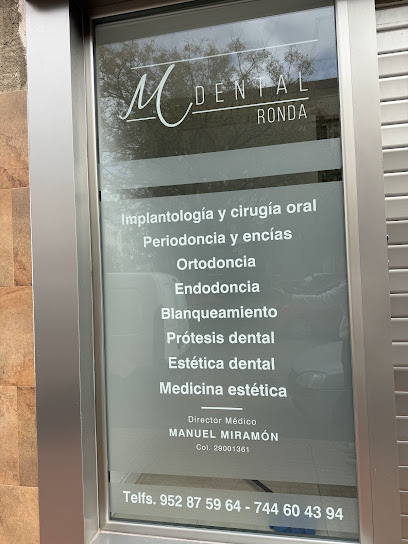 M DENTAL
RONDA
Implantología y cirugía oral
Periodoncia y encías
Ortodoncia
Endodoncia
Blanqueamiento
Prótesis dental
Estética dental
Medicina estética
Director Médico
MANUEL MIRAMÓN
Col. 29001361
Telfs. 952 87 59 64 - 744 60 43 94